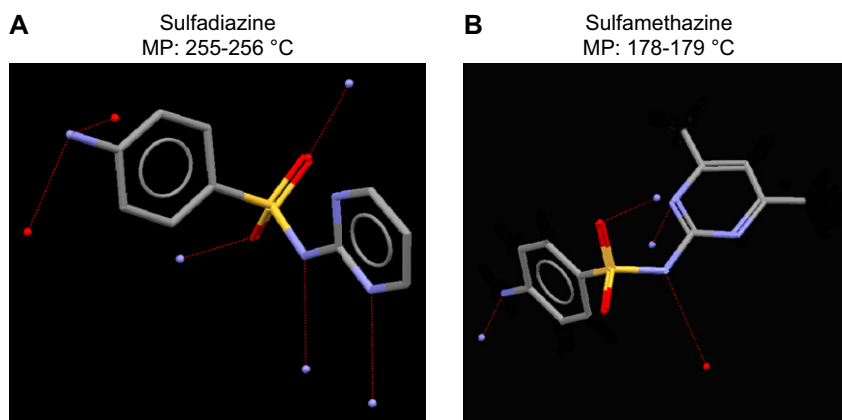 A
Sulfadiazine
MP: 255-256 °C
B
Sulfamethazine
MP: 178-179 °C